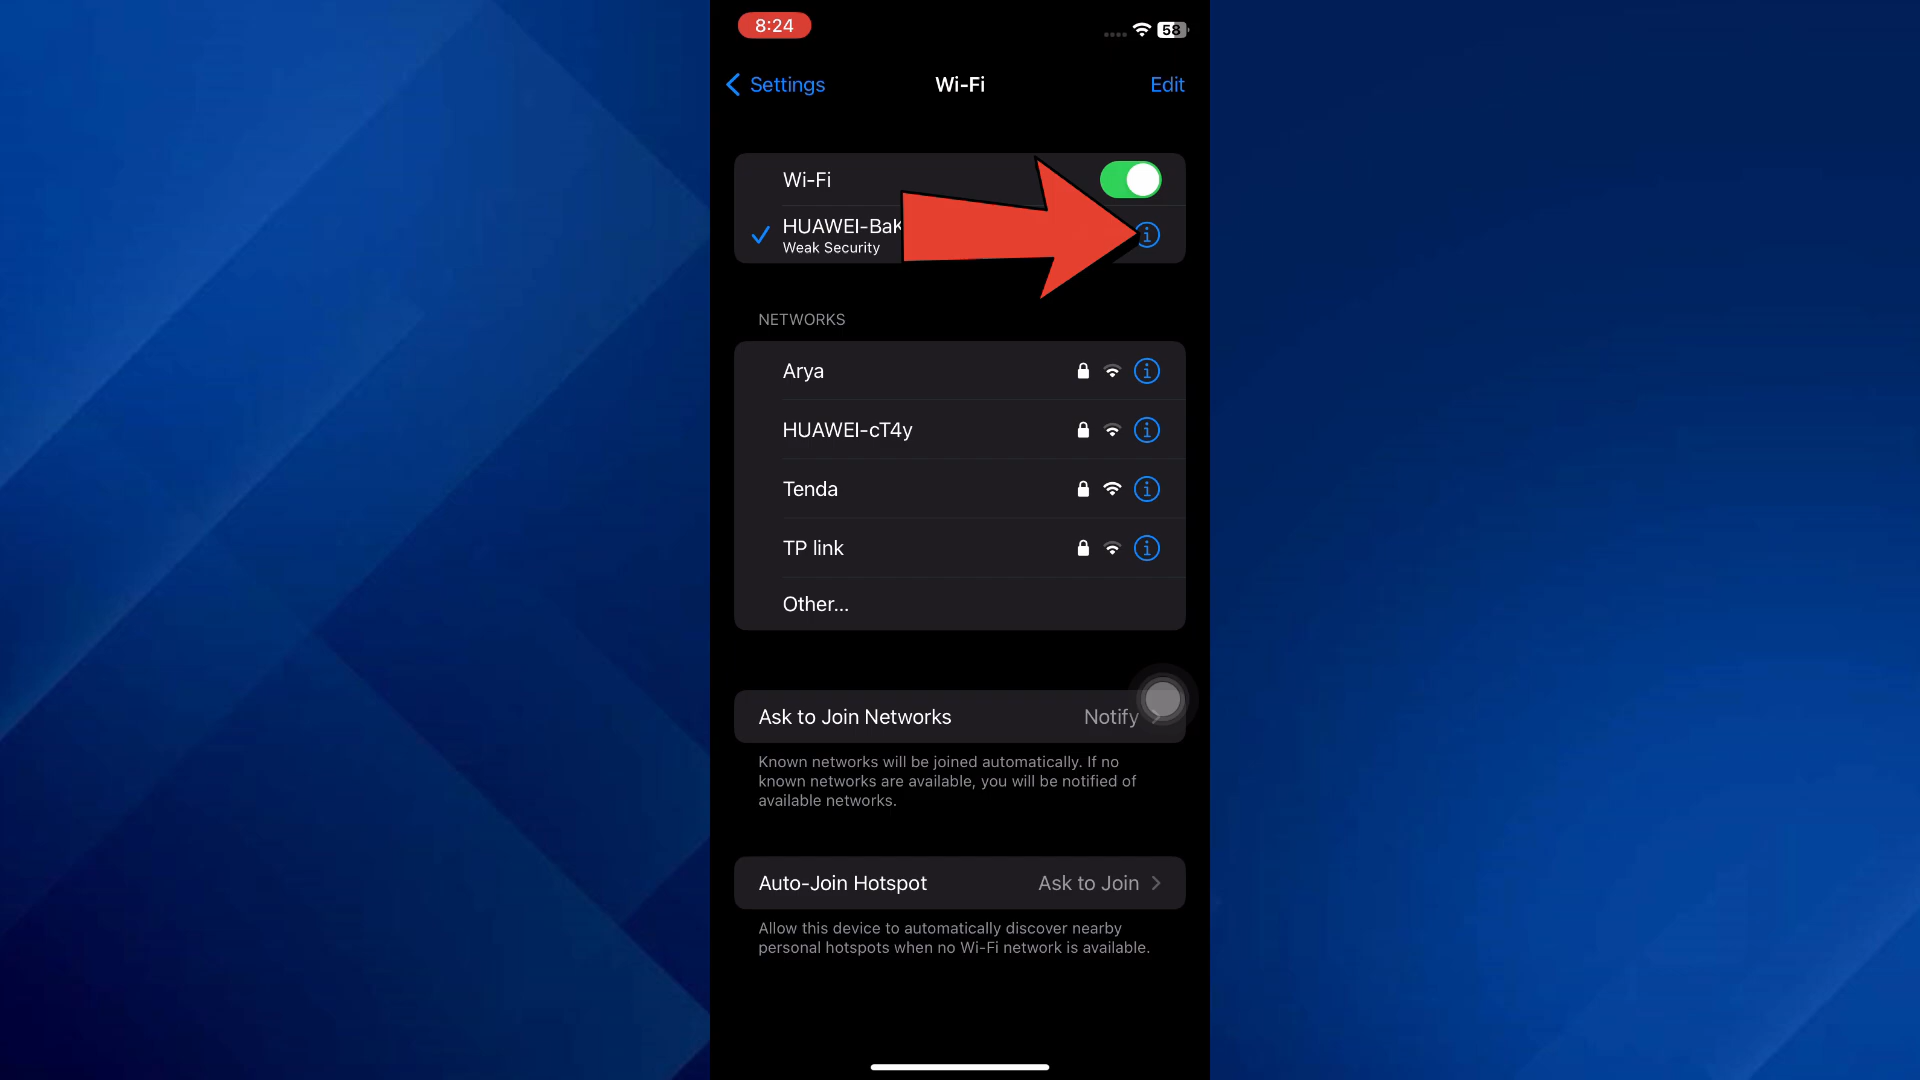 8:24
58
Settings
Wi-Fi
Edit
Wi-Fi
Weak Security
NETWORKS
Arya
HUAWEI-cT4y
Tenda
TP link
Other...
Ask to Join Networks
Notify
Known networks will be joined automatically. If no
known networks are available, you will be notified of
available networks.
Auto-Join Hotspot
Ask to Join
Allow this device to automatically discover nearby
personal hotspots when no Wi-Fi network is available.